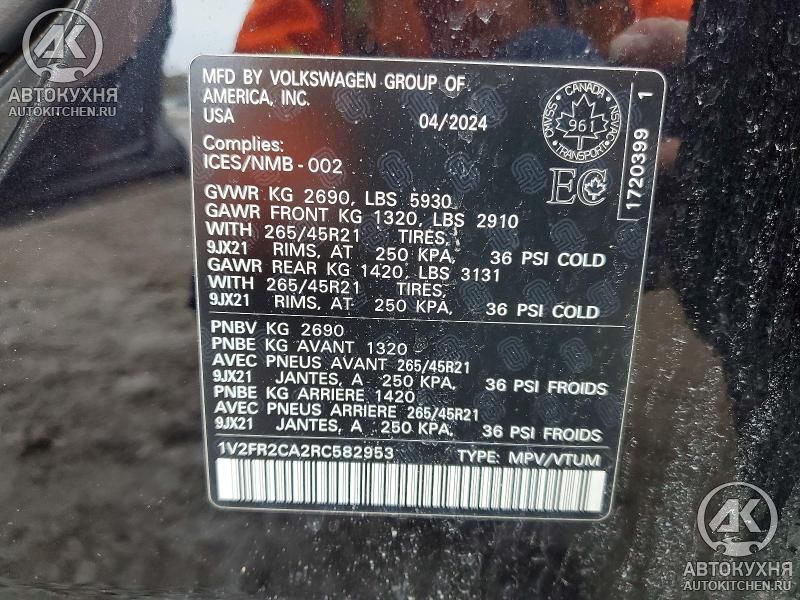 AK
АВТОКУХНЯ
AUTOKITCHEN.RU
MFD BY VOLKSWAGEN GROUP OF
AMERICA, INC.
USA 04/2024
Complies:
ICES/NMB-002
CANADA
961
TRANSPORT
CMVSS
NSVAC
EC
1720399 1
GVWR KG 2690, LBS 5930
GAWR FRONT KG 1320, LBS 2910
WITH 265/45R21 TIRES,
9JX21 RIMS, AT 250 KPA, 36 PSI COLD
GAWR REAR KG 1420, LBS 3131
WITH 265/45R21 TIRES,
9JX21 RIMS, AT 250 KPA, 36 PSI COLD
PNBV KG 2690
PNBE KG AVANT 1320
AVEC PNEUS AVANT 265/45R21
9JX21 JANTES, A 250 KPA, 36 PSI FROIDS
PNBE KG ARRIERE 1420
AVEC PNEUS ARRIERE 265/45R21
9JX21 JANTES, A 250 KPA, 36 PSI FROIDS
1V2FR2CA2RC582953 TYPE: MPV/VTUM
AK
АВТОКУХНЯ
AUTOKITCHEN.RU